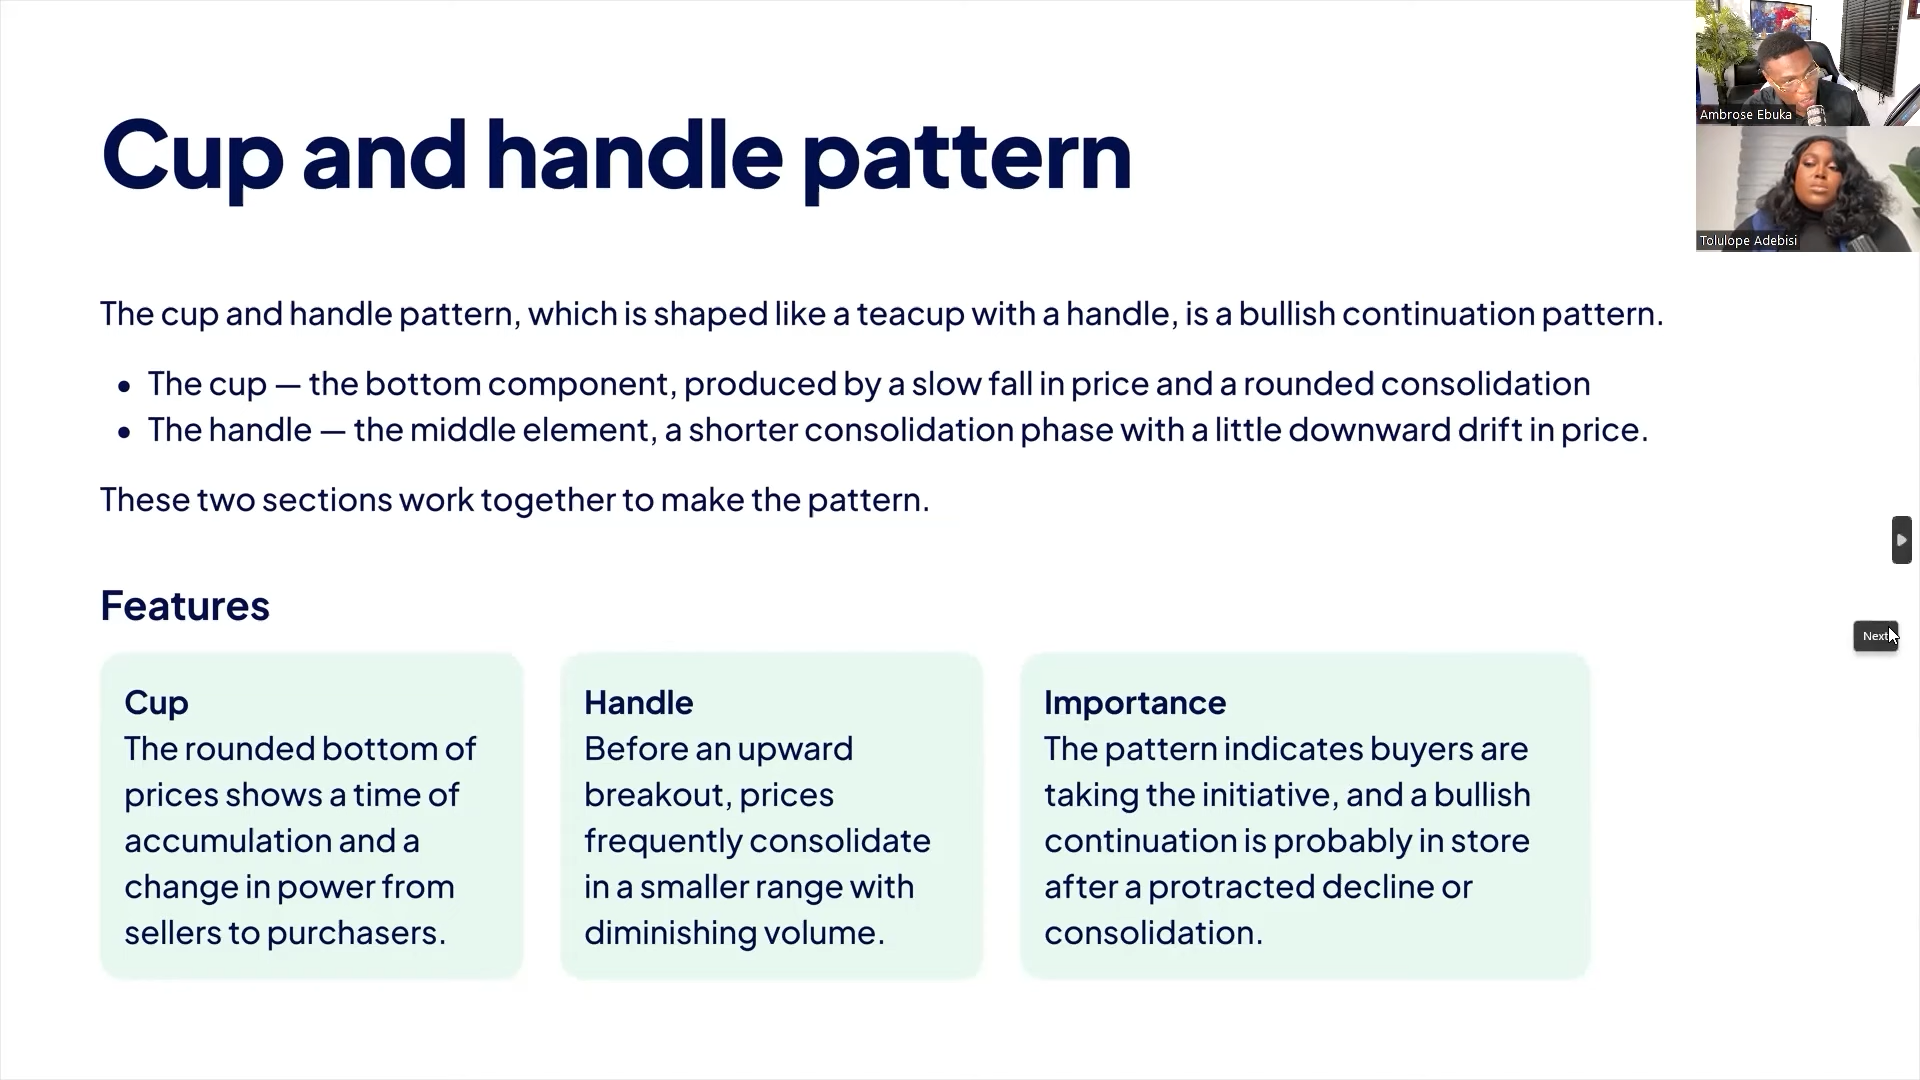 Cup and handle pattern
The cup and handle pattern, which is shaped like a teacup with a handle, is a bullish continuation pattern.
• The cup — the bottom component, produced by a slow fall in price and a rounded consolidation
• The handle — the middle element, a shorter consolidation phase with a little downward drift in price.
These two sections work together to make the pattern.
Features
Cup
The rounded bottom of
prices shows a time of
accumulation and a
change in power from
sellers to purchasers.
Handle
Before an upward
breakout, prices
frequently consolidate
in a smaller range with
diminishing volume.
Importance
The pattern indicates buyers are
taking the initiative, and a bullish
continuation is probably in store
after a protracted decline or
consolidation.
Ambrose Ebuka
Tolulope Adebisi
Next